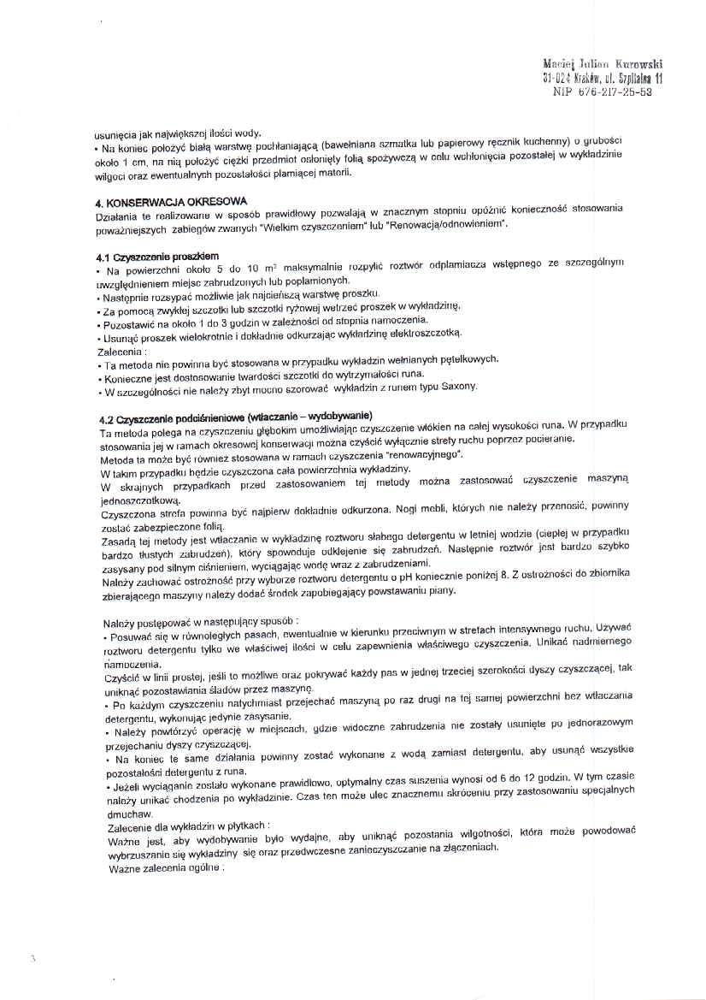 Maciej Julian Kurowski
31-024 Kraków, ul. Szpitalna 11
NIP 676-217-25-53
usunięcia jak największej ilości wody.
• Na koniec położyć białą warstwę pochłaniającą (bawełniana szmatka lub papierowy ręcznik kuchenny) o grubości
około 1 cm, na nią położyć ciężki przedmiot osłonięty folią spożywczą w celu wchłonięcia pozostałej w wykładzinie
wilgoci oraz ewentualnych pozostałości plamiącej materii.
4. KONSERWACJA OKRESOWA
Działania te realizowane w sposób prawidłowy pozwalają w znacznym stopniu opóźnić konieczność stosowania
poważniejszych zabiegów zwanych "Wielkim czyszczeniem" lub "Renowacją/odnowieniem".
4.1 Czyszczenie proszkiem
• Na powierzchni około 5 do 10 m² maksymalnie rozpylić roztwór odplamiacza wstępnego ze szczególnym
uwzględnieniem miejsc zabrudzonych lub poplamionych.
• Następnie rozsypać możliwie jak najcieńszą warstwę proszku.
• Za pomocą zwykłej szczotki lub szczotki ryżowej wetrzeć proszek w wykładzinę.
• Pozostawić na około 1 do 3 godzin w zależności od stopnia namoczenia.
• Usunąć proszek wielokrotnie i dokładnie odkurzając wykładzinę elektroszczotką.
Zalecenia :
• Ta metoda nie powinna być stosowana w przypadku wykładzin wełnianych pętelkowych.
• Konieczne jest dostosowanie twardości szczotki do wytrzymałości runa.
• W szczególności nie należy zbyt mocno szorować wykładzin z runem typu Saxony.
4.2 Czyszczenie podciśnieniowe (wtłaczanie – wydobywanie)
Ta metoda polega na czyszczeniu głębokim umożliwiając czyszczenie włókien na całej wysokości runa. W przypadku
stosowania jej w ramach okresowej konserwacji można czyścić wyłącznie strefy ruchu poprzez pocieranie.
Metoda ta może być również stosowana w ramach czyszczenia "renowacyjnego".
W takim przypadku będzie czyszczona cała powierzchnia wykładziny.
W skrajnych przypadkach przed zastosowaniem tej metody można zastosować czyszczenie maszyną
jednoszczotkową.
Czyszczona strefa powinna być najpierw dokładnie odkurzona. Nogi mebli, których nie należy przenosić, powinny
zostać zabezpieczone folią.
Zasadą tej metody jest wtłaczanie w wykładzinę roztworu słabego detergentu w letniej wodzie (ciepłej w przypadku
bardzo tłustych zabrudzeń), który spowoduje odklejenie się zabrudzeń. Następnie roztwór jest bardzo szybko
zasysany pod silnym ciśnieniem, wyciągając wodę wraz z zabrudzeniami.
Należy zachować ostrożność przy wyborze roztworu detergentu o pH koniecznie poniżej 8. Z ostrożności do zbiornika
zbierającego maszyny należy dodać środek zapobiegający powstawaniu piany.
Należy postępować w następujący sposób :
• Posuwać się w równoległych pasach, ewentualnie w kierunku przeciwnym w strefach intensywnego ruchu. Używać
roztworu detergentu tylko we właściwej ilości w celu zapewnienia właściwego czyszczenia. Unikać nadmiernego
namoczenia.
Czyścić w linii prostej, jeśli to możliwe oraz pokrywać każdy pas w jednej trzeciej szerokości dyszy czyszczącej, tak
uniknąć pozostawiania śladów przez maszynę.
• Po każdym czyszczeniu natychmiast przejechać maszyną po raz drugi na tej samej powierzchni bez wtłaczania
detergentu, wykonując jedynie zasysanie.
• Należy powtórzyć operację w miejscach, gdzie widoczne zabrudzenia nie zostały usunięte po jednorazowym
przejechaniu dyszy czyszczącej.
• Na koniec te same działania powinny zostać wykonane z wodą zamiast detergentu, aby usunąć wszystkie
pozostałości detergentu z runa.
• Jeżeli wyciąganie zostało wykonane prawidłowo, optymalny czas suszenia wynosi od 6 do 12 godzin. W tym czasie
należy unikać chodzenia po wykładzinie. Czas ten może ulec znacznemu skróceniu przy zastosowaniu specjalnych
dmuchaw.
Zalecenie dla wykładzin w płytkach :
Ważne jest, aby wydobywanie było wydajne, aby uniknąć pozostania wilgotności, która może powodować
wybrzuszanie się wykładziny się oraz przedwczesne zanieczyszczanie na złączeniach.
Ważne zalecenia ogólne :
3